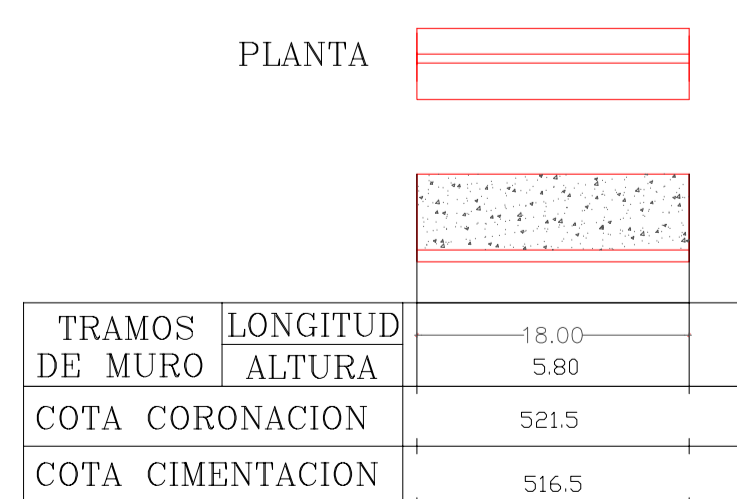 PLANTA
TRAMOS
DE MURO
LONGITUD
18.00
ALTURA
5.80
COTA CORONACION
521.5
COTA CIMENTACION
516.5